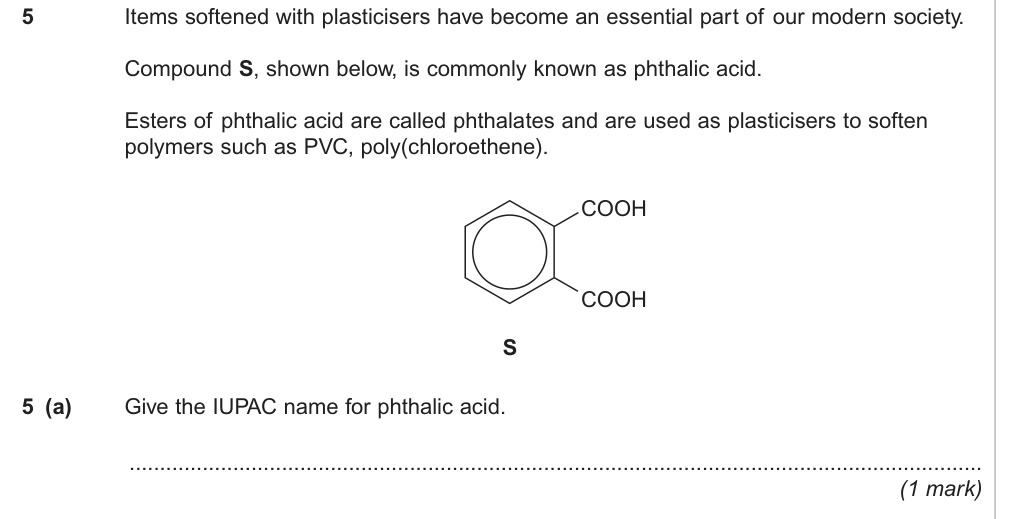 5 Items softened with plasticisers have become an essential part of our modern society.
Compound S, shown below, is commonly known as phthalic acid.
Esters of phthalic acid are called phthalates and are used as plasticisers to soften
polymers such as PVC, poly(chloroethene).
COOH
COOH
S
5 (a) Give the IUPAC name for phthalic acid.
(1 mark)